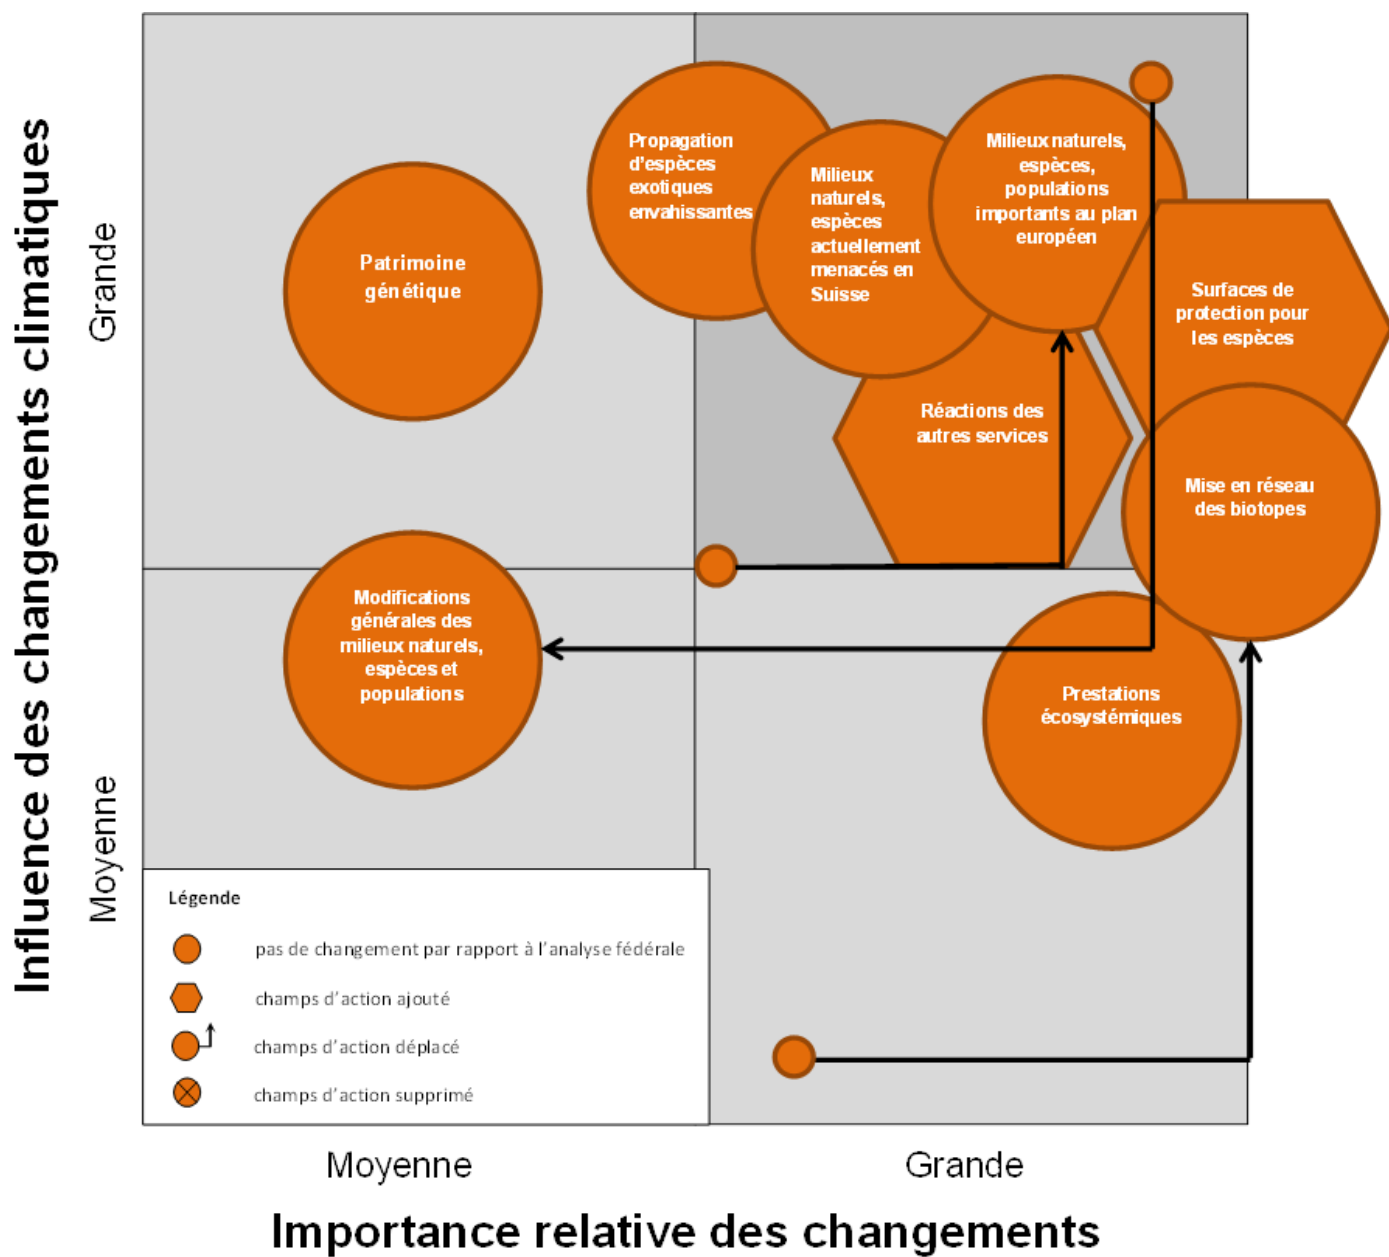 Influence des changements climatiques
Grande
Moyenne
Propagation
d'espèces
exotiques
envahissantes
Milieux
naturels,
espèces
actuellement
menacés en
Suisse
Milieux naturels,
espèces,
populations
importants au plan
européen
Patrimoine
génétique
Surfaces de
protection pour
les espèces
Réactions des
autres services
Mise en réseau
des biotopes
Modifications
générales des
milieux naturels,
espèces et
populations
Prestations
écosystémiques
Légende
pas de changement par rapport à l'analyse fédérale
champs d'action ajouté
champs d'action déplacé
champs d'action supprimé
Moyenne
Grande
Importance relative des changements